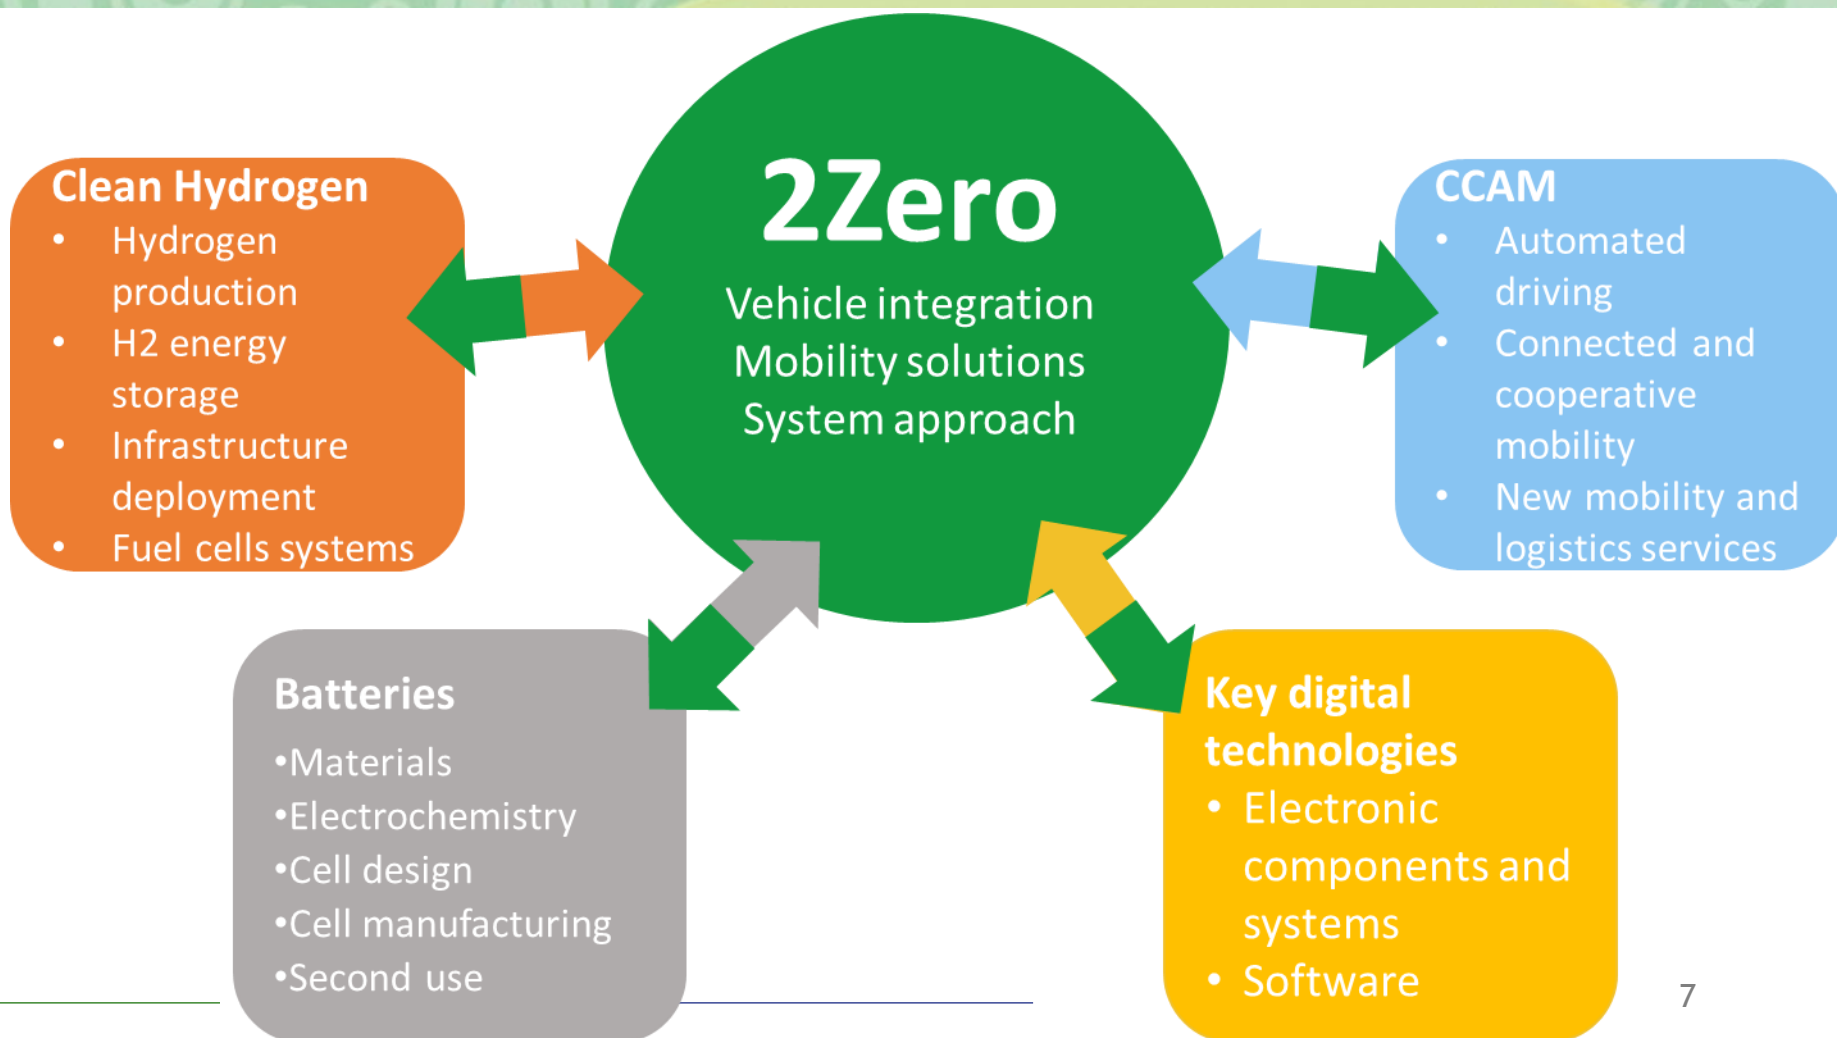 2Zero
Vehicle integration
Mobility solutions
System approach
Clean Hydrogen
• Hydrogen
production
• H2 energy
storage
• Infrastructure
deployment
• Fuel cells systems
CCAM
• Automated
driving
• Connected and
cooperative
mobility
• New mobility and
logistics services
Batteries
•Materials
•Electrochemistry
•Cell design
•Cell manufacturing
•Second use
Key digital
technologies
• Electronic
components and
systems
• Software
7